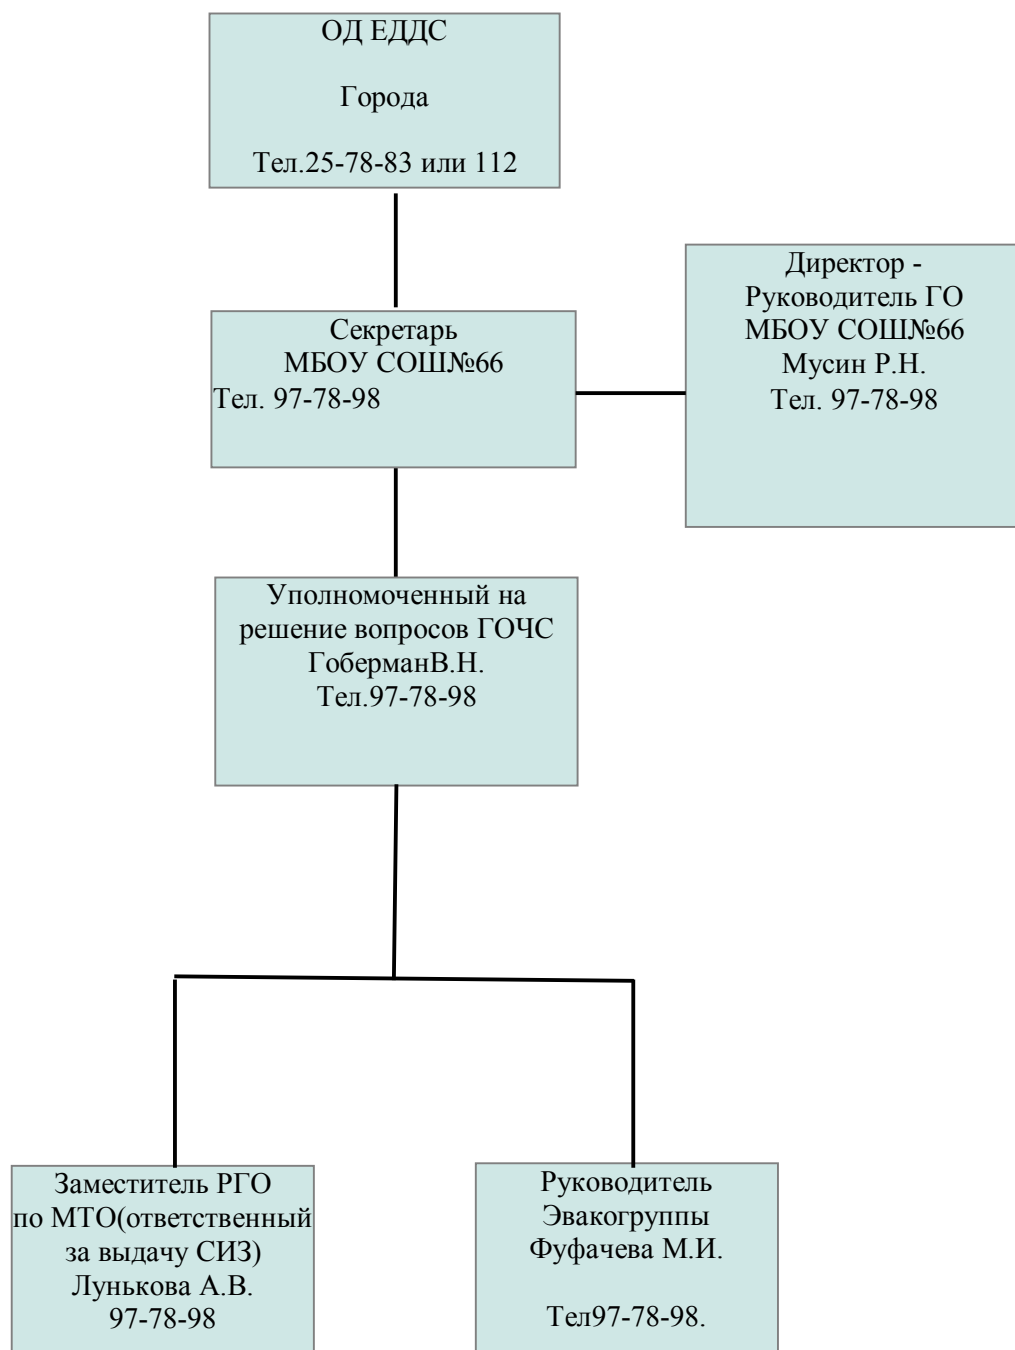 ОД ЕДДС
Города
Тел.25-78-83 или 112
Секретарь
МБОУ СОШ№66
Тел. 97-78-98
Директор -
Руководитель ГО
МБОУ СОШ№66
Мусин Р.Н.
Тел. 97-78-98
Уполномоченный на
решение вопросов ГОЧС
ГоберманВ.Н.
Тел.97-78-98
Заместитель РГО
по МТО(ответственный
за выдачу СИЗ)
Лунькова А.В.
97-78-98
Руководитель
Эвакогруппы
Фуфачева М.И.
Тел97-78-98.